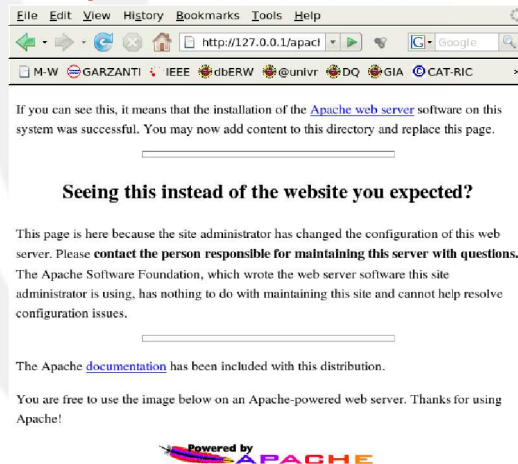 File Edit View History Bookmarks Tools Help
http://127.0.0.1/apacl G Google
M-W GARZANTI IEEE dbERW @univr DQ GIA CAT-RIC
If you can see this, it means that the installation of the Apache web server software on this
system was successful. You may now add content to this directory and replace this page.
Seeing this instead of the website you expected?
This page is here because the site administrator has changed the configuration of this web
server. Please contact the person responsible for maintaining this server with questions.
The Apache Software Foundation, which wrote the web server software this site
administrator is using, has nothing to do with maintaining this site and cannot help resolve
configuration issues.
The Apache documentation has been included with this distribution.
You are free to use the image below on an Apache-powered web server. Thanks for using
Apache!
Powered by
APACHE